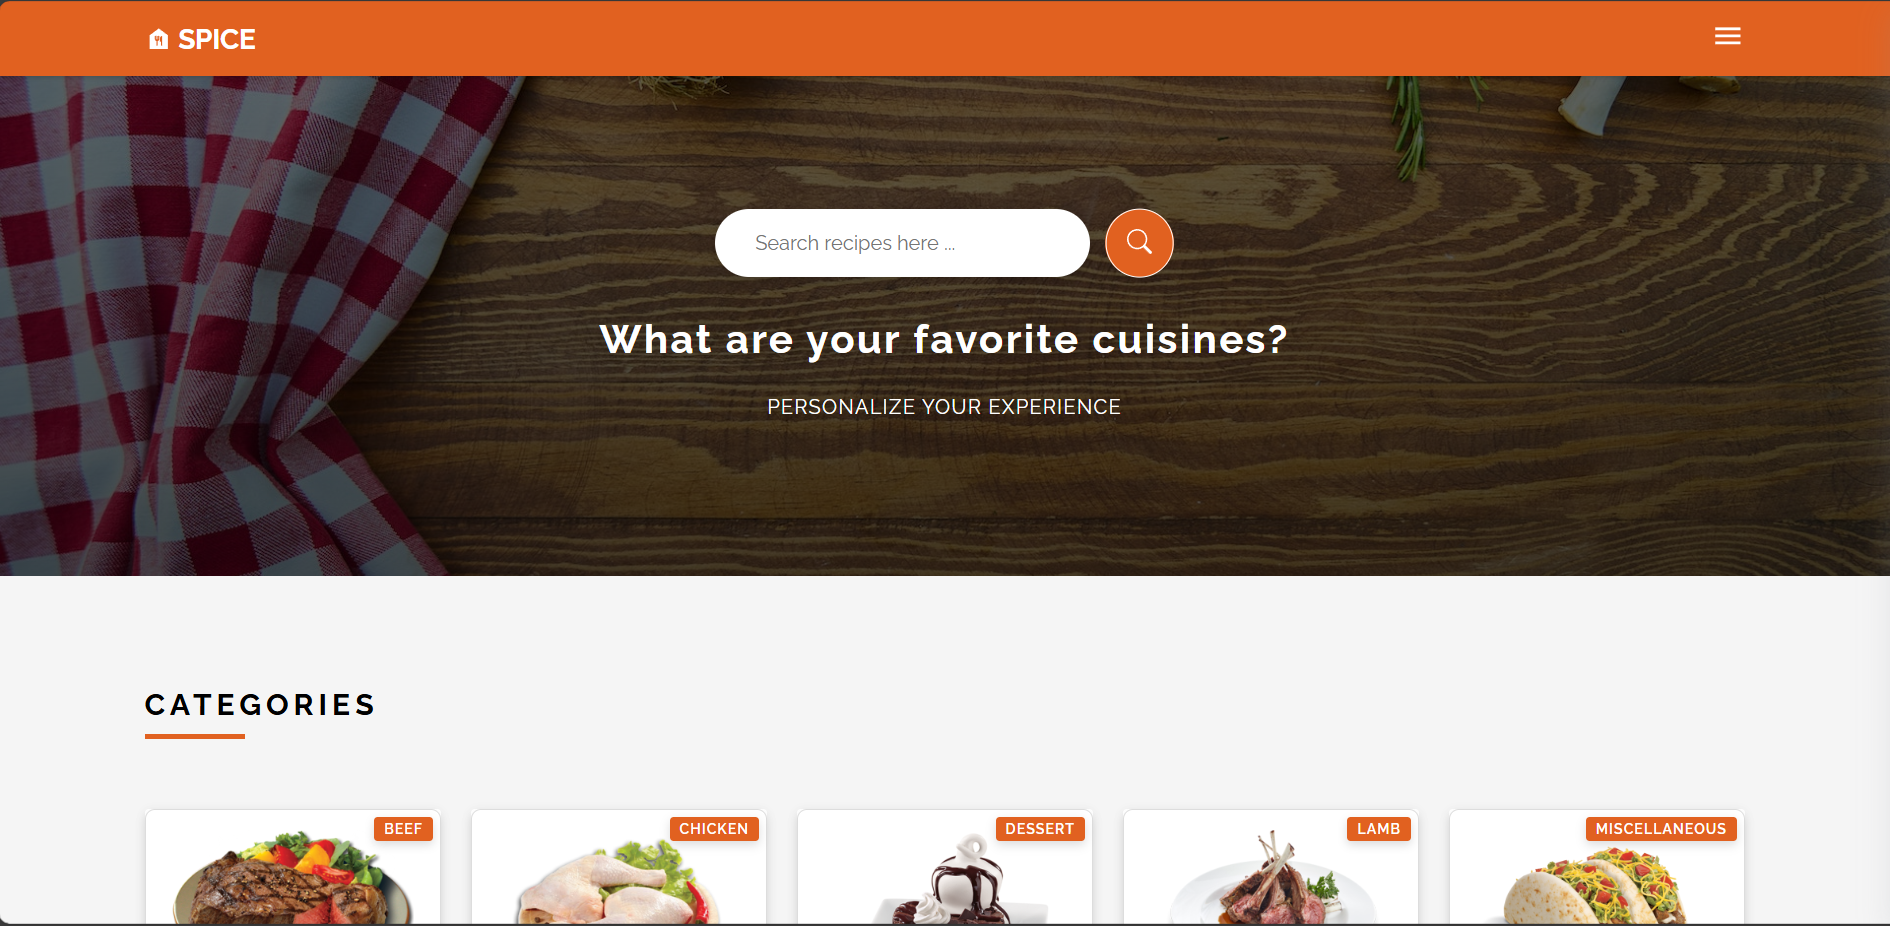 SPICE
Search recipes here ...
What are your favorite cuisines?
PERSONALIZE YOUR EXPERIENCE
CATEGORIES
BEEF
CHICKEN
DESSERT
LAMB
MISCELLANEOUS